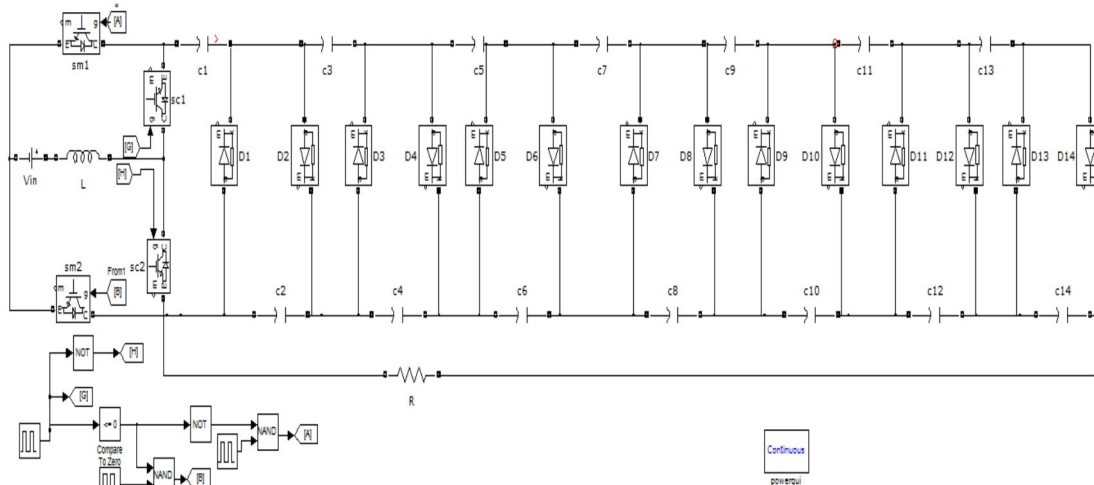 m
g
[A]
E
C
sm1
c1
c3
c5
c7
c9
c11
c13
sc1
[G]
Vin
L
[H]
D1
D2
D3
D4
D5
D6
D7
D8
D9
D10
D11
D12
D13
D14
sc2
sm2
From1
m
g
[B]
E
C
c2
c4
c6
c8
c10
c12
c14
R
NOT
[H]
[G]
<= 0
Compare
To Zero
NOT
NAND
[A]
NAND
[B]
Continuous
powergui